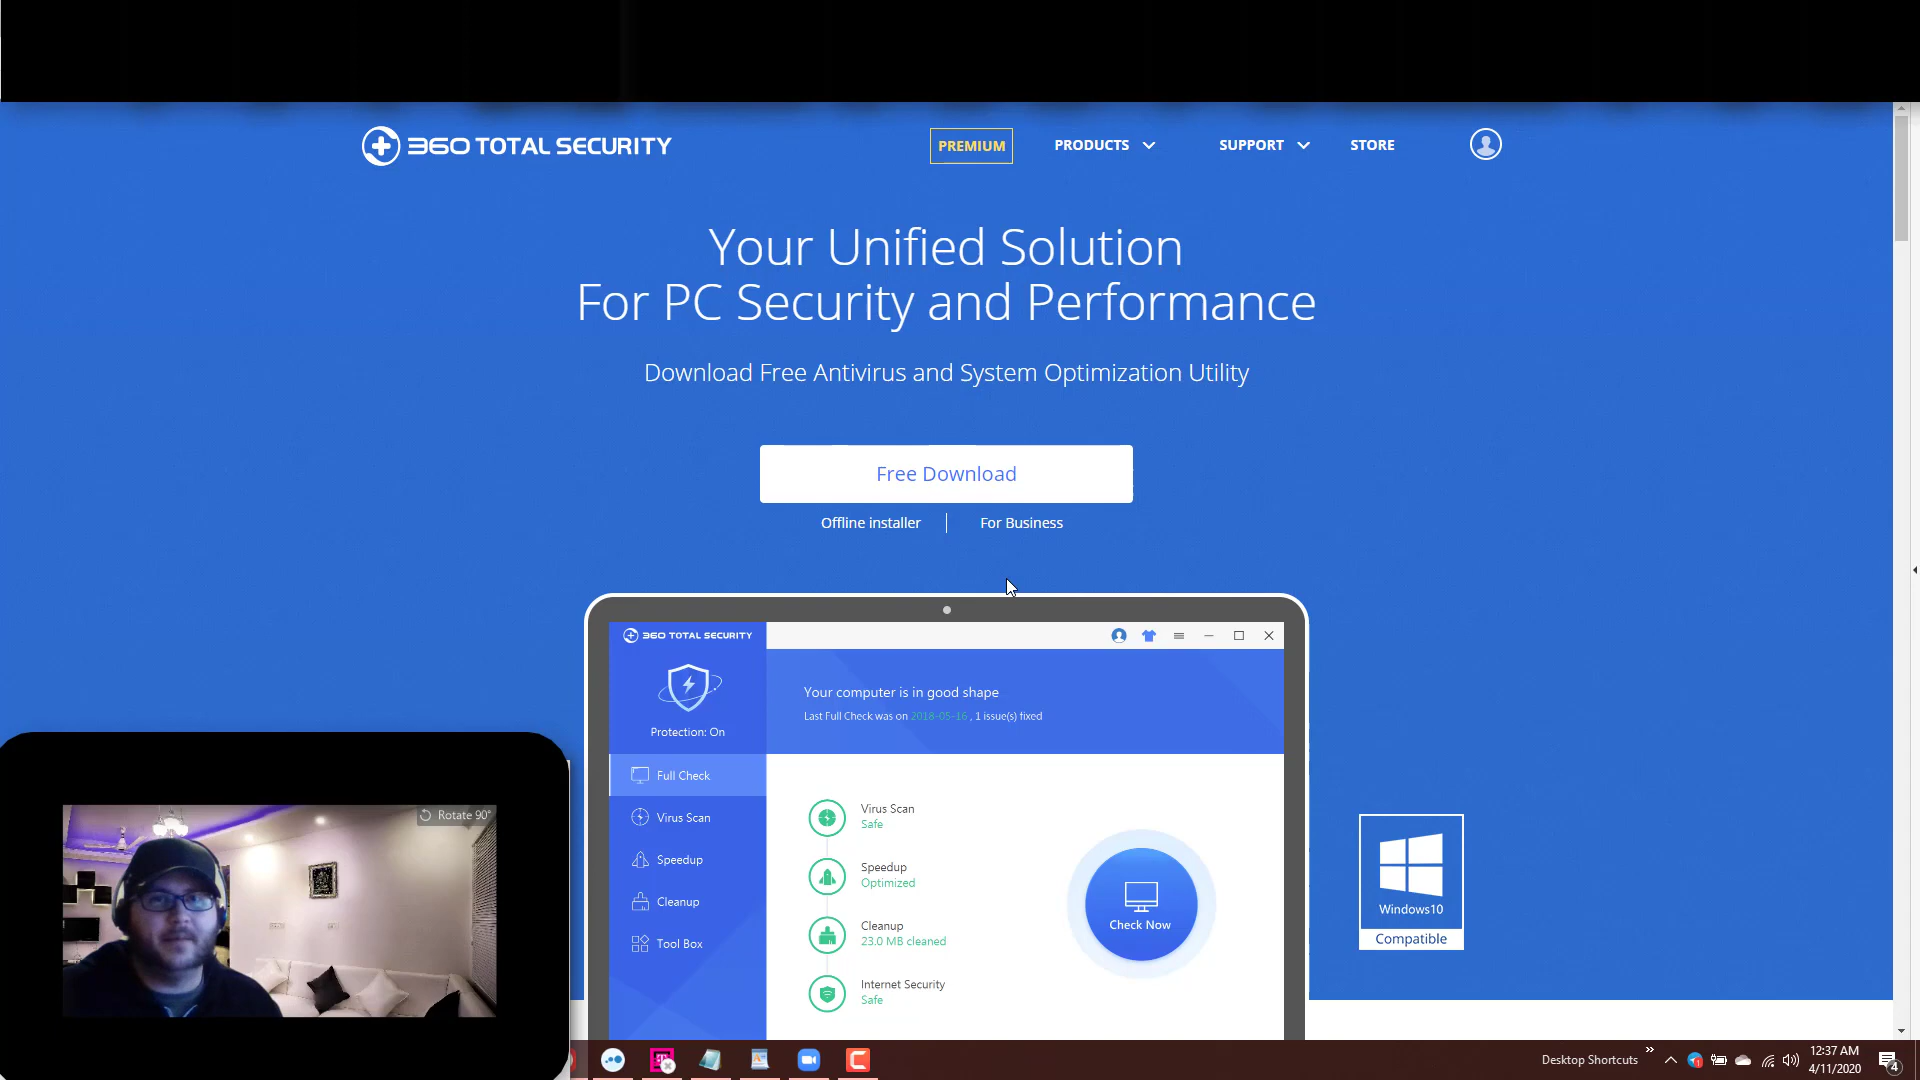 360 TOTAL SECURITY
PREMIUM
PRODUCTS
SUPPORT
STORE
Your Unified Solution
For PC Security and Performance
Download Free Antivirus and System Optimization Utility
Free Download
Offline installer
For Business
360 TOTAL SECURITY
Protection: On
Your computer is in good shape
Last Full Check was on 2018-05-16 , 1 issue(s) fixed
Full Check
Virus Scan
Speedup
Cleanup
Tool Box
Virus Scan
Safe
Speedup
Optimized
Cleanup
23.0 MB cleaned
Internet Security
Safe
Check Now
Windows10
Compatible
Rotate 90°
Desktop Shortcuts
12:37 AM
4/11/2020
4